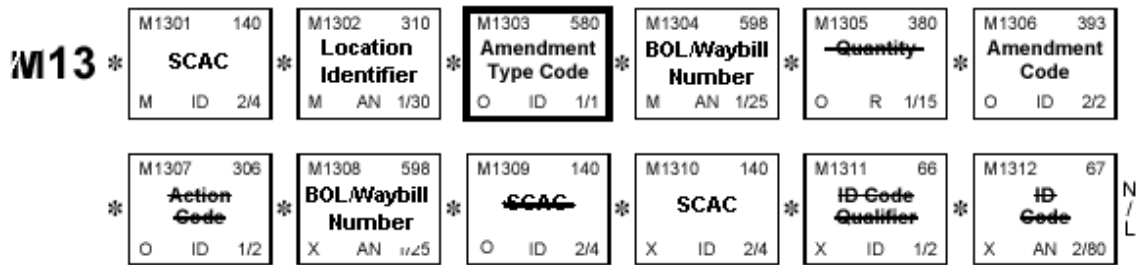 M13 * M1301 140 * M1302 310 * M1303 580 * M1304 598 * M1305 380 * M1306 393
SCAC Location Identifier Amendment Type Code BOL/Waybill Number Quantity Amendment Code
M ID 2/4 M AN 1/30 O ID 1/1 M AN 1/25 O R 1/15 O ID 2/2
* M1307 306 * M1308 598 * M1309 140 * M1310 140 * M1311 66 * M1312 67 N/L
Action Code BOL/Waybill Number SCAC SCAC ID Code Qualifier ID Code
O ID 1/2 X AN 1/25 O ID 2/4 X ID 2/4 X ID 1/2 X AN 2/80